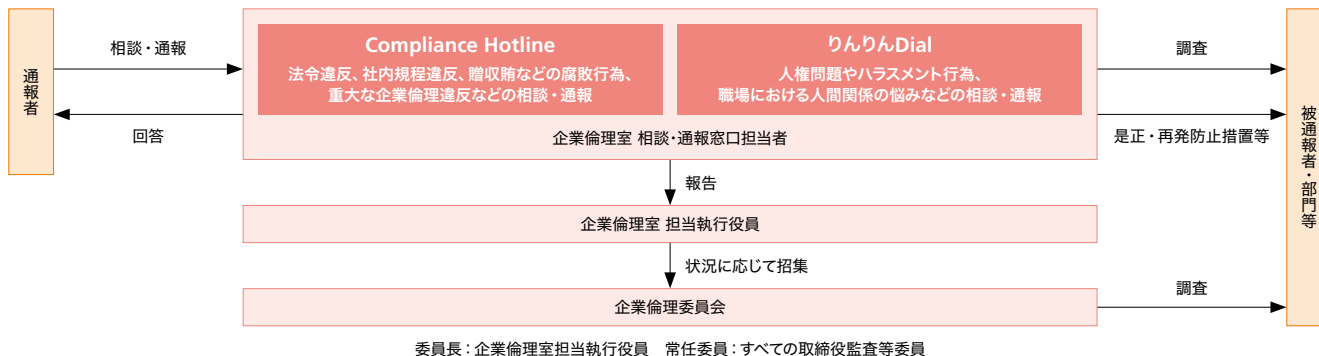 通報者
相談・通報
回答
Compliance Hotline
法令違反、社内規程違反、贈収賄などの腐敗行為、
重大な企業倫理違反などの相談・通報
りんりんDial
人権問題やハラスメント行為、
職場における人間関係の悩みなどの相談・通報
企業倫理室 相談・通報窓口担当者
調査
是正・再発防止措置等
被通報者・部門等
報告
企業倫理室 担当執行役員
状況に応じて招集
企業倫理委員会
調査
委員長：企業倫理室担当執行役員　常任委員：すべての取締役監査等委員